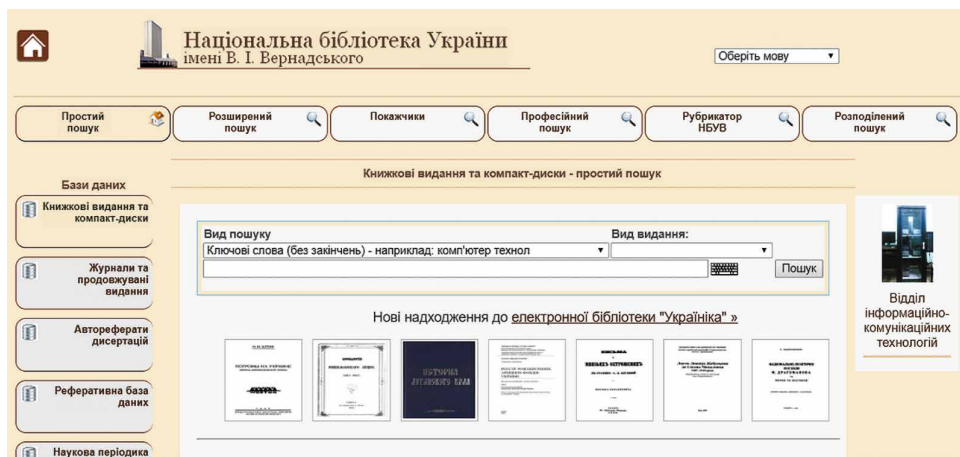 Національна бібліотека України
імені В. І. Вернадського
Оберіть мову
Простий
пошук
Розширений
пошук
Покажчики
Професійний
пошук
Рубрикатор
НБУВ
Розподілений
пошук
Книжкові видання та компакт-диски - простий пошук
Бази даних
Книжкові видання та
компакт-диски
Журнали та
продовжувані
видання
Автореферати
дисертацій
Реферативна база
даних
Наукова періодика
Вид пошуку
Вид видання:
Ключові слова (без закінчень) - наприклад: комп'ютер технол
Пошук
Нові надходження до електронної бібліотеки "Україніка" »
Відділ
інформаційно-
комунікаційних
технологій